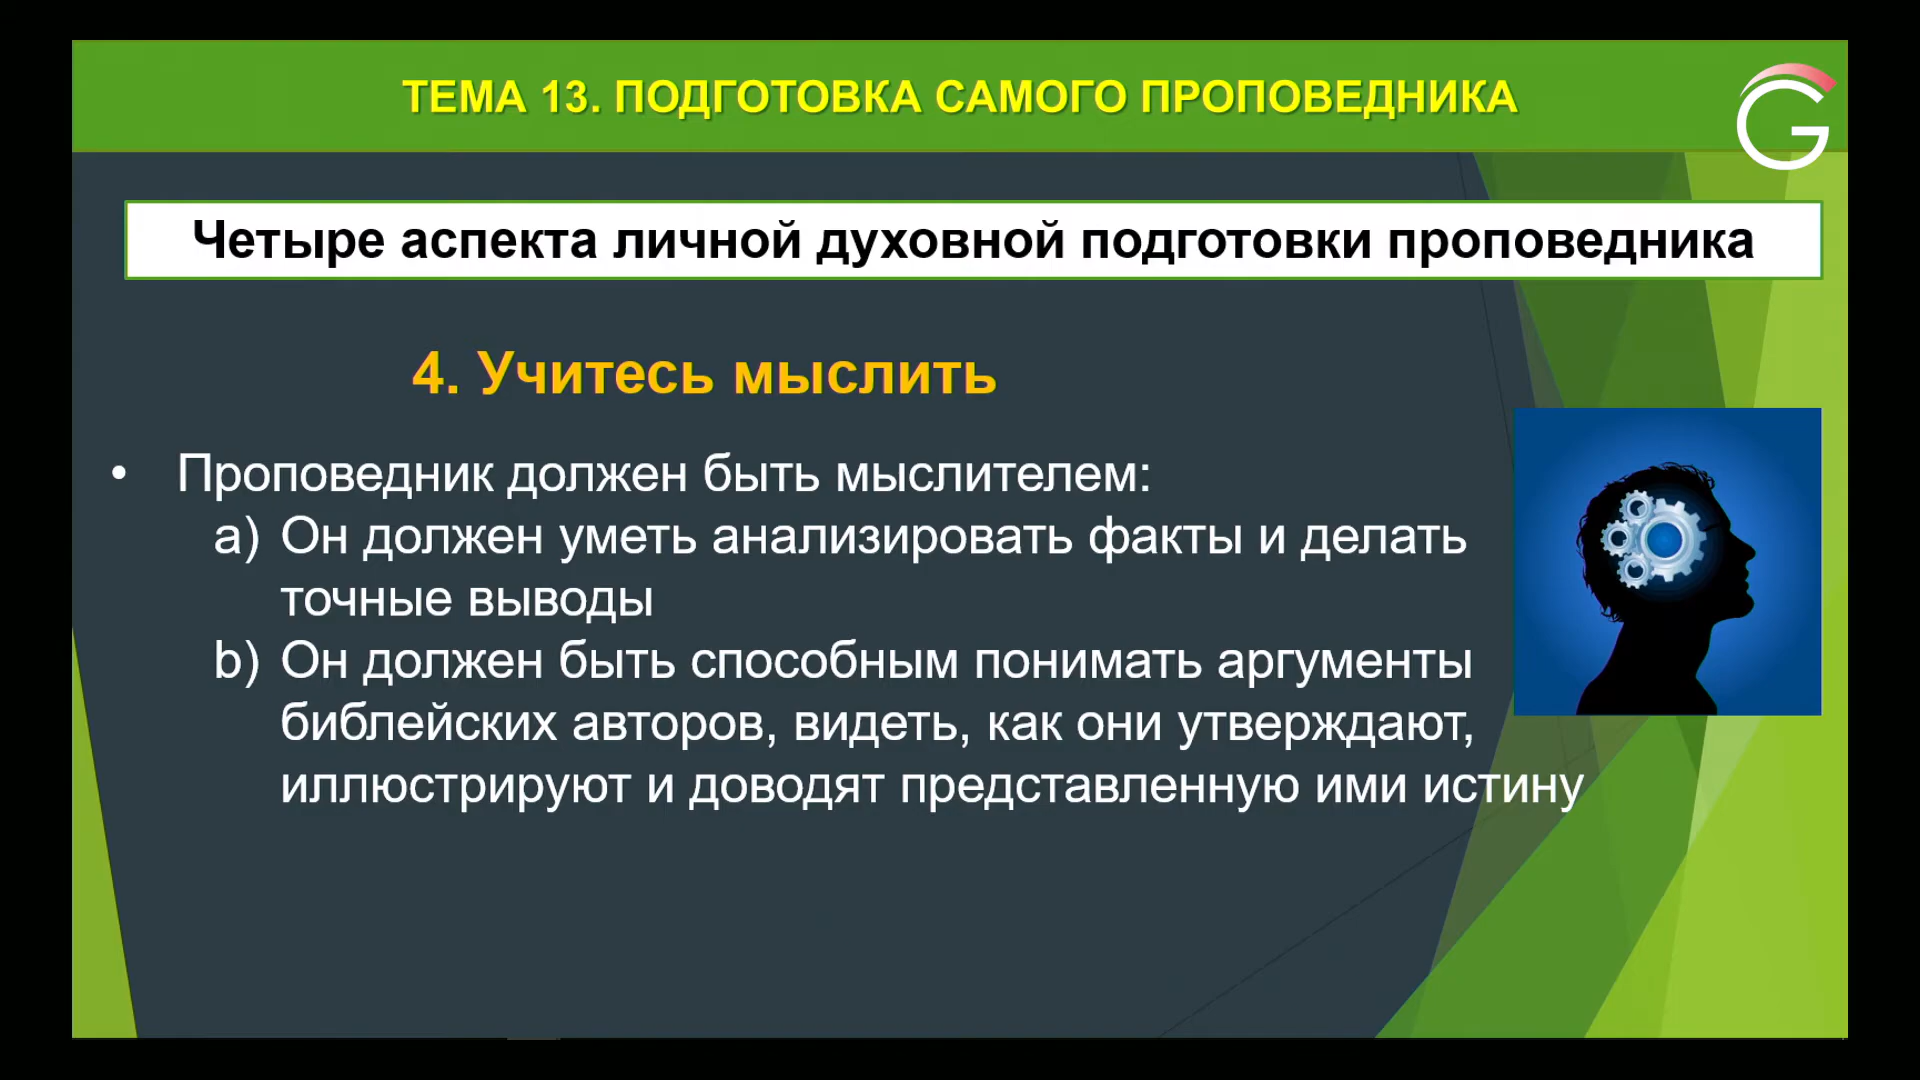 ТЕМА 13. ПОДГОТОВКА САМОГО ПРОПОВЕДНИКА
G
Четыре аспекта личной духовной подготовки проповедника
4. Учитесь мыслить
• Проповедник должен быть мыслителем:
a) Он должен уметь анализировать факты и делать
точные выводы
b) Он должен быть способным понимать аргументы
библейских авторов, видеть, как они утверждают,
иллюстрируют и доводят представленную ими истину